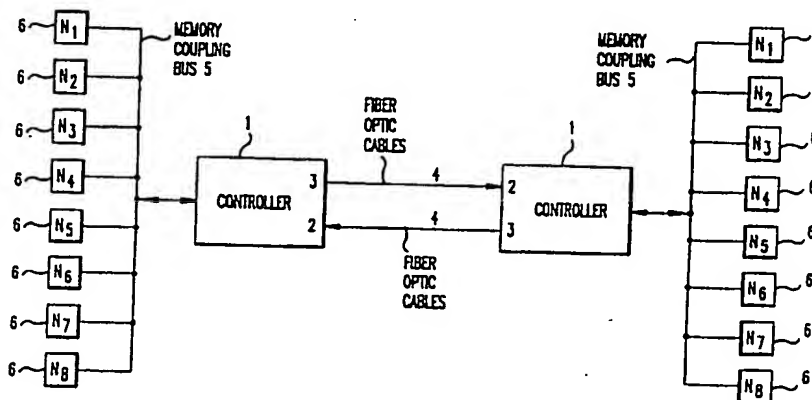 6 N1
6 N2
6 N3
6 N4
6 N5
6 N6
6 N7
6 N8
MEMORY
COUPLING
BUS 5
1
CONTROLLER
3
2
FIBER
OPTIC
CABLES
4
4
FIBER
OPTIC
CABLES
1
2
CONTROLLER
3
MEMORY
COUPLING
BUS 5
N1
N2
N3
N4
N5 6
N6 6
N7 6
N8 6